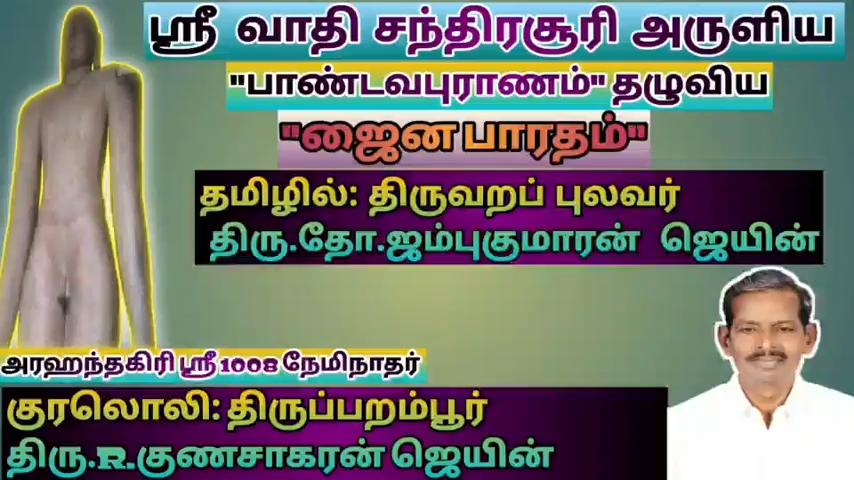 ஸ்ரீ வாதி சந்திரசூரி அருளிய
"பாண்டவபுராணம்" தழுவிய
"ஜைன பாரதம்"
தமிழில்: திருவறப் புலவர்
திரு.தோ.ஜம்புகுமாரன் ஜெயின்
அரஹந்தகிரி ஸ்ரீ 1008 நேமிநாதர்
குரலொலி: திருப்பறம்பூர்
திரு.R.குணசாகரன் ஜெயின்